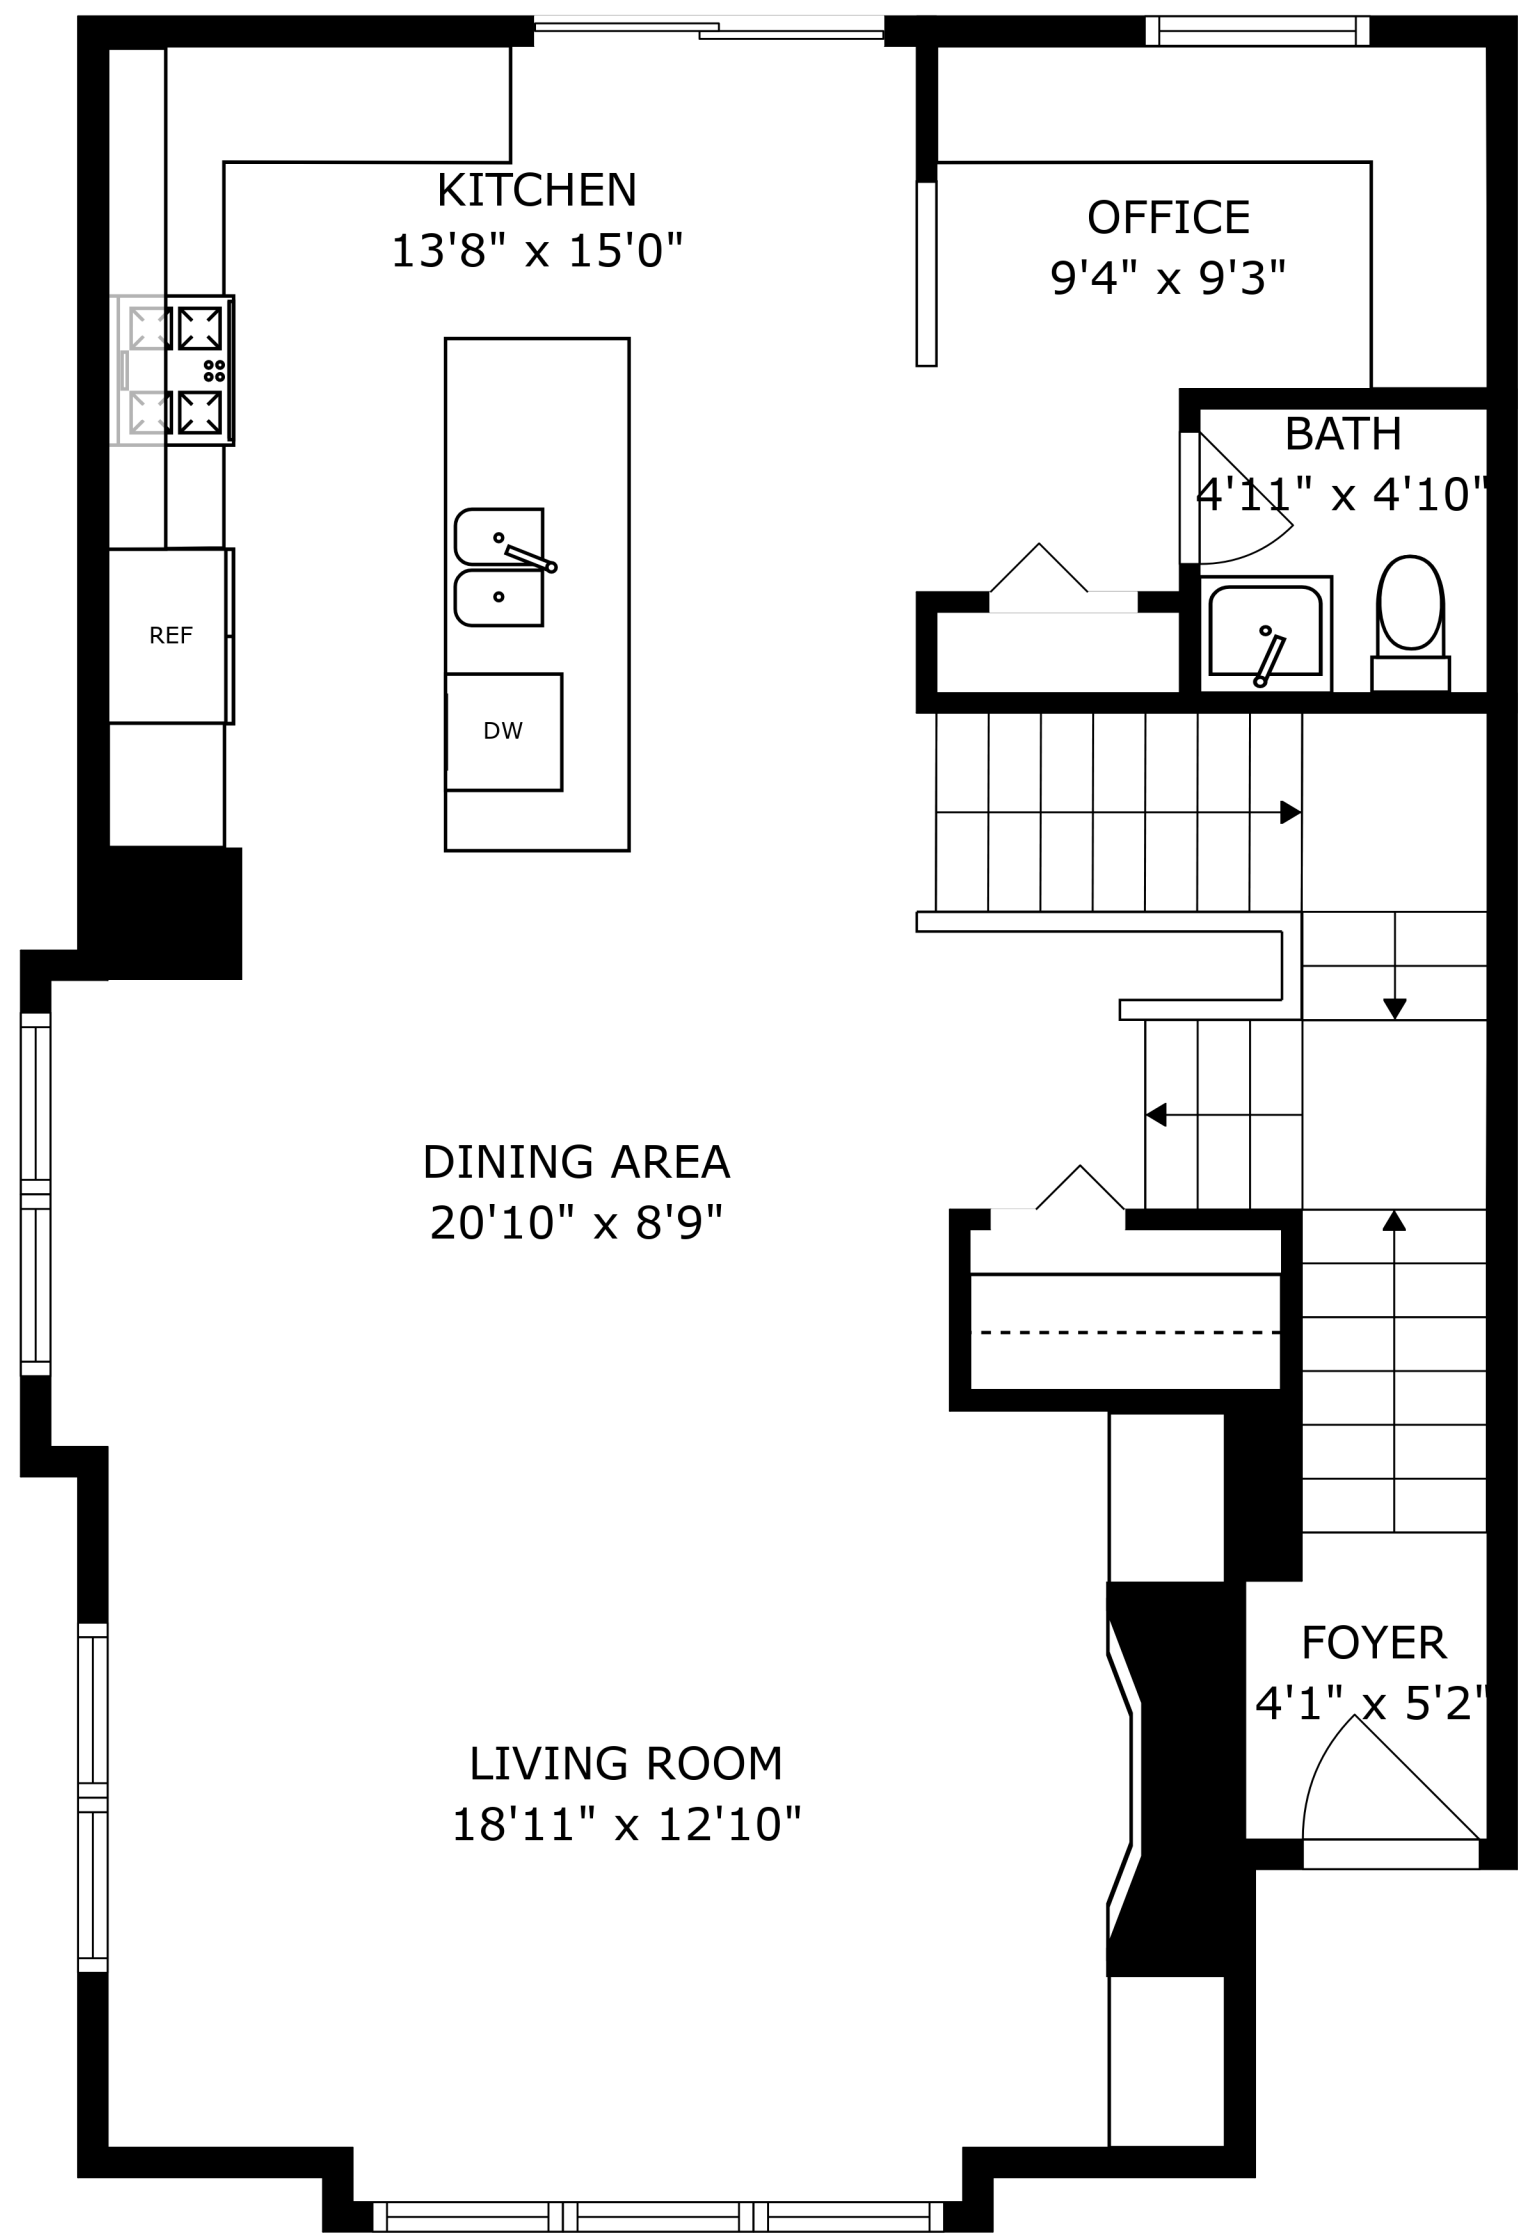 KITCHEN
13'8" x 15'0"
OFFICE
9'4" x 9'3"
BATH
4'11" x 4'10"
REF
DW
DINING AREA
20'10" x 8'9"
FOYER
4'1" x 5'2"
LIVING ROOM
18'11" x 12'10"